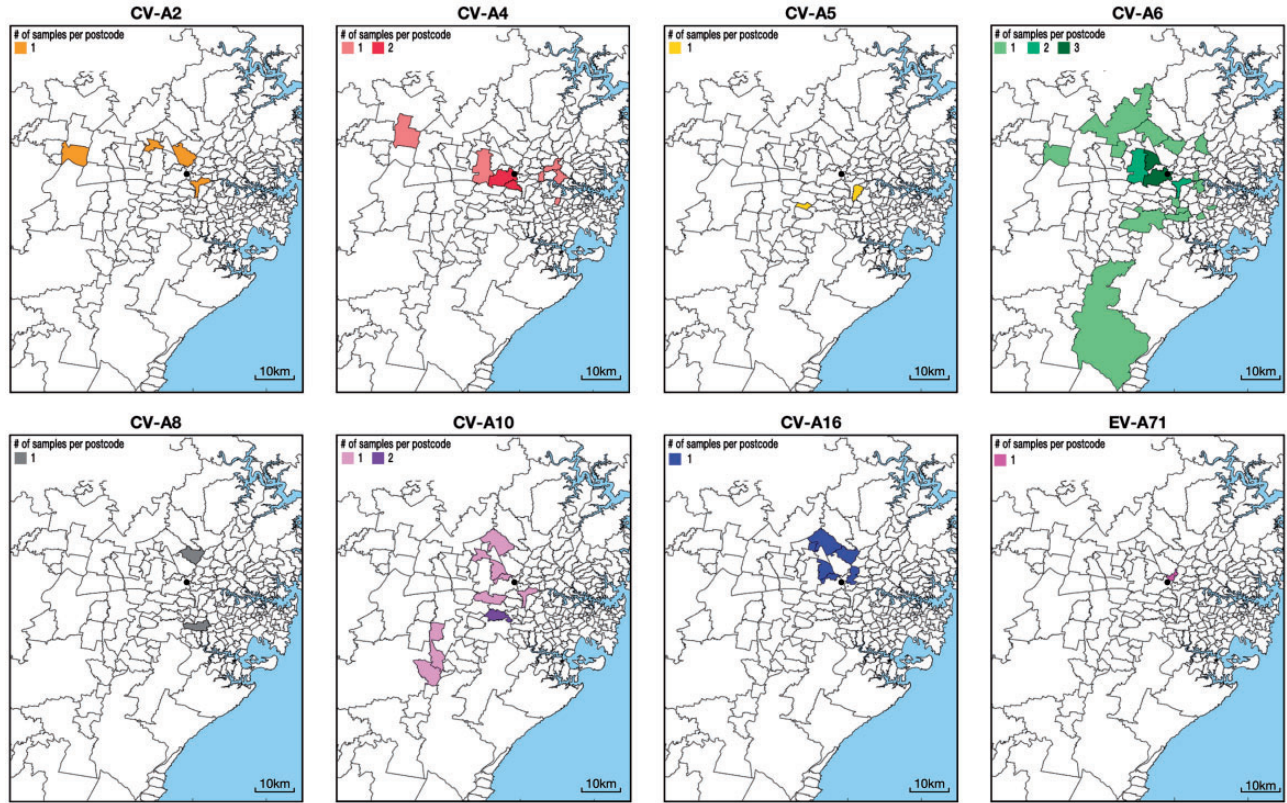 CV-A2
# of samples per postcode
1
10km
CV-A4
# of samples per postcode
1 2
10km
CV-A5
# of samples per postcode
1
10km
CV-A6
# of samples per postcode
1 2 3
10km
CV-A8
# of samples per postcode
1
10km
CV-A10
# of samples per postcode
1 2
10km
CV-A16
# of samples per postcode
1
10km
EV-A71
# of samples per postcode
1
10km